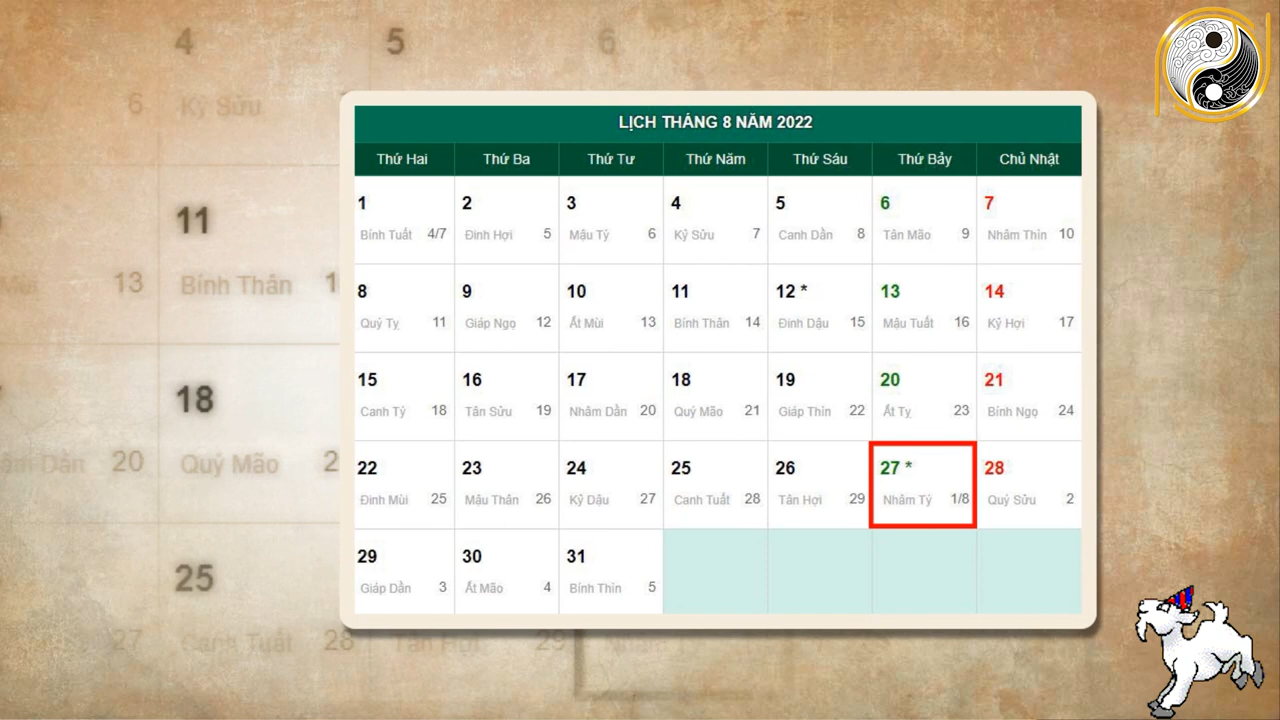 4 5 6
6 Kỷ Sửu
LỊCH THÁNG 8 NĂM 2022
Thứ Hai Thứ Ba Thứ Tư Thứ Năm Thứ Sáu Thứ Bảy Chủ Nhật
1 2 3 4 5 6 7
Bính Tuất 4/7 Đinh Hợi 5 Mậu Tý 6 Kỷ Sửu 7 Canh Dần 8 Tân Mão 9 Nhâm Thìn 10
11
13 Bính Thân
8 9 10 11 12 * 13 14
Quý Tỵ 11 Giáp Ngọ 12 Ất Mùi 13 Bính Thân 14 Đinh Dậu 15 Mậu Tuất 16 Kỷ Hợi 17
18
15 16 17 18 19 20 21
Canh Tý 18 Tân Sửu 19 Nhâm Dần 20 Quý Mão 21 Giáp Thìn 22 Ất Tỵ 23 Bính Ngọ 24
20 Quý Mão
22 23 24 25 26 27 * 28
Đinh Mùi 25 Mậu Thân 26 Kỷ Dậu 27 Canh Tuất 28 Tân Hợi 29 Nhâm Tý 1/8 Quý Sửu 2
25
29 30 31
Giáp Dần 3 Ất Mão 4 Bính Thìn 5
27 Canh Tuất 28 29